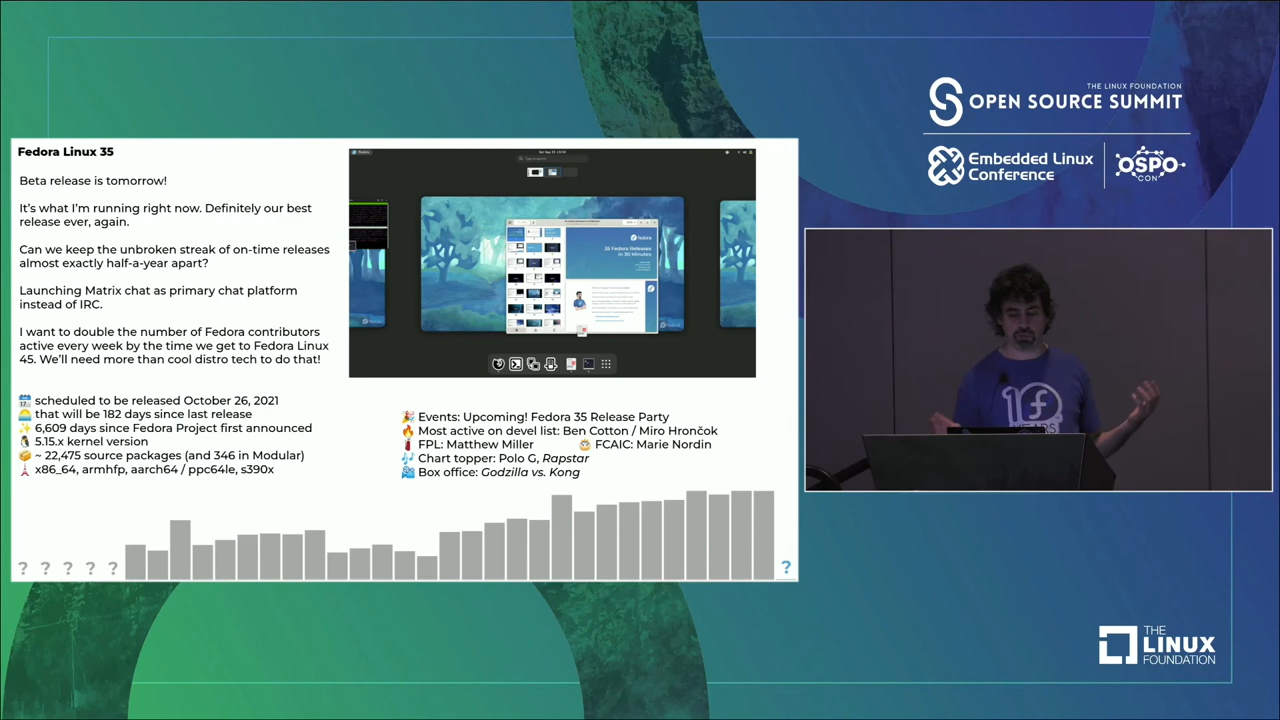 THE LINUX FOUNDATION
OPEN SOURCE SUMMIT
Embedded Linux
Conference
OSPO
CON
Fedora Linux 35
Beta release is tomorrow!
It's what I'm running right now. Definitely our best
release ever, again.
Can we keep the unbroken streak of on-time releases
almost exactly half-a-year apart?
Launching Matrix chat as primary chat platform
instead of IRC.
I want to double the number of Fedora contributors
active every week by the time we get to Fedora Linux
45. We'll need more than cool distro tech to do that!
fedora
35 Fedora Releases
in 30 Minutes
scheduled to be released October 26, 2021
that will be 182 days since last release
6,609 days since Fedora Project first announced
5.15.x kernel version
~ 22,475 source packages (and 346 in Modular)
x86_64, armhfp, aarch64 / ppc64le, s390x
Events: Upcoming! Fedora 35 Release Party
Most active on devel list: Ben Cotton / Miro Hrončok
FPL: Matthew Miller FCAIC: Marie Nordin
Chart topper: Polo G, Rapstar
Box office: Godzilla vs. Kong
? ? ? ? ? ?
YEARS
THE
LINUX
FOUNDATION